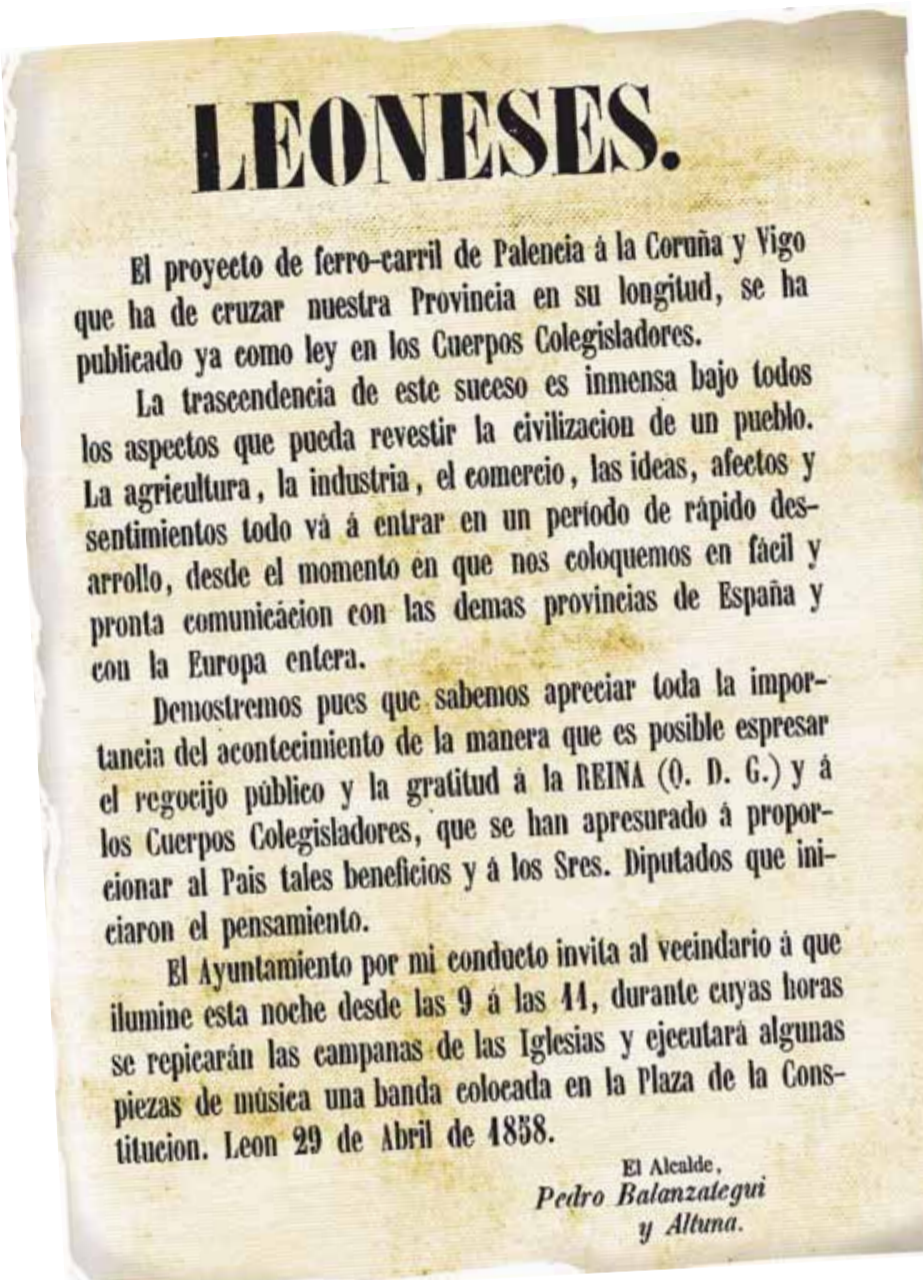 LEONESES.
El proyecto de ferro-carril de Palencia á la Coruña y Vigo
que ha de cruzar nuestra Provincia en su longitud, se ha
publicado ya como ley en los Cuerpos Colegisladores.
La trascendencia de este suceso es inmensa bajo todos
los aspectos que pueda revestir la civilizacion de un pueblo.
La agricultura, la industria, el comercio, las ideas, afectos y
sentimientos todo vá á entrar en un período de rápido des-
arrollo, desde el momento en que nos coloquemos en fácil y
pronta comunicácion con las demas provincias de España y
con la Europa entera.
Demostremos pues que sabemos apreciar toda la impor-
tancia del acontecimiento de la manera que es posible espresar
el regocijo público y la gratitud á la REINA (Q. D. G.) y á
los Cuerpos Colegisladores, que se han apresurado á propor-
cionar al Pais tales beneficios y á los Sres. Diputados que ini-
ciaron el pensamiento.
El Ayuntamiento por mi conducto invita al vecindario á que
ilumine esta noche desde las 9 á las 11, durante cuyas horas
se repicarán las campanas de las Iglesias y ejecutará algunas
piezas de música una banda colocada en la Plaza de la Cons-
titucion. Leon 29 de Abril de 1858.
El Alcalde,
Pedro Balanzategui
y Altuna.